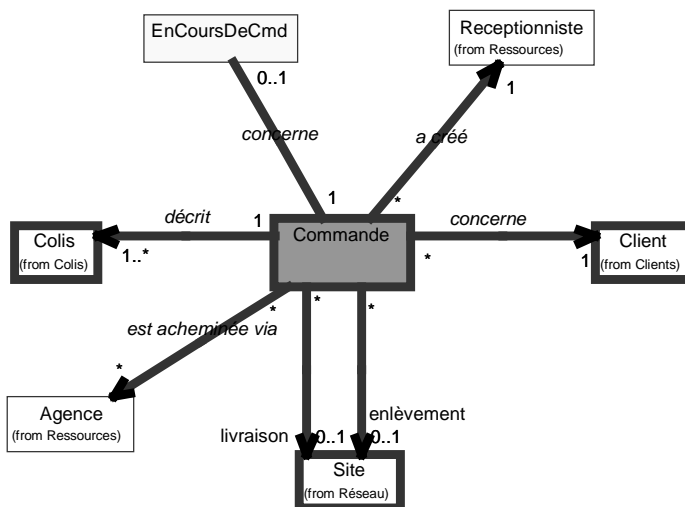 EnCoursDeCmd
0..1
Receptionniste
(from Ressources)
1
concerne
a créé
1
*
décrit
1
Commande
concerne
Colis
(from Colis)
1..*
*
1
Client
(from Clients)
*
*
*
est acheminée via
*
Agence
(from Ressources)
enlèvement
livraison
0..1
0..1
Site
(from Réseau)